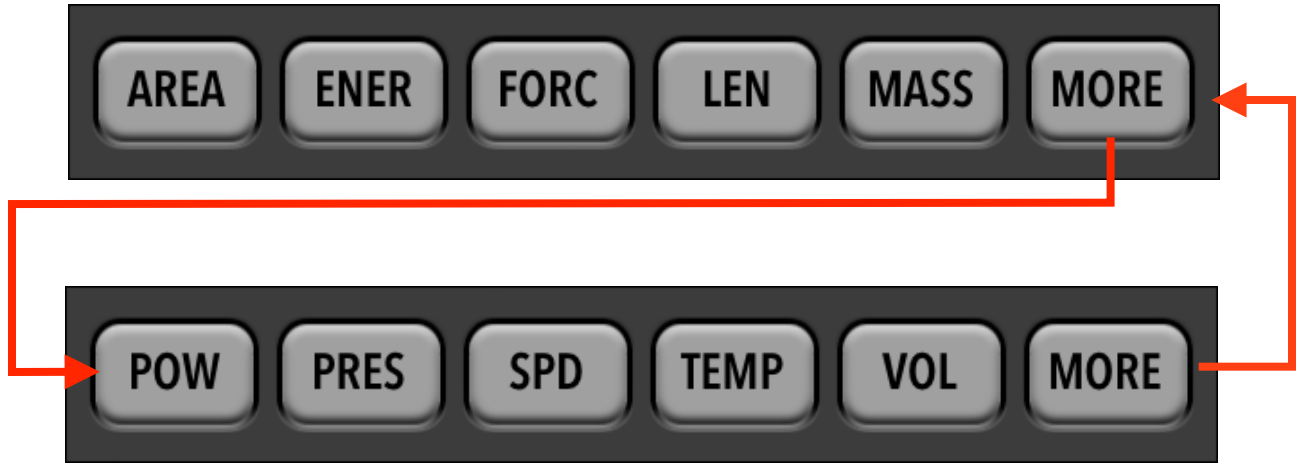 AREA ENER FORC LEN MASS MORE
POW PRES SPD TEMP VOL MORE